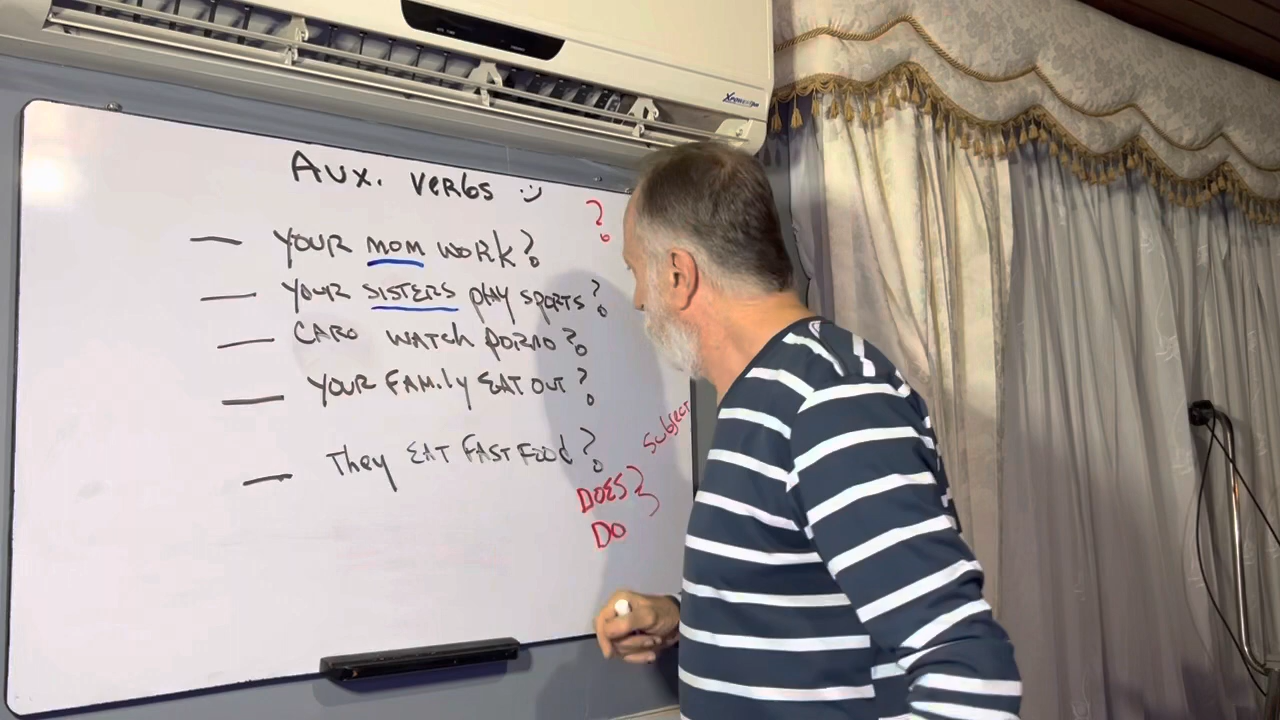 Aux. verbs :)
?
— YOUR MOM WORK?
— YOUR SISTERS PlAY SPORTS?
— CARO WATCH PORNO?
— YOUR FAMIly EAT OUT?
— They EAT FAST FOOD?
Subject
DOES }
DO
XPOWER